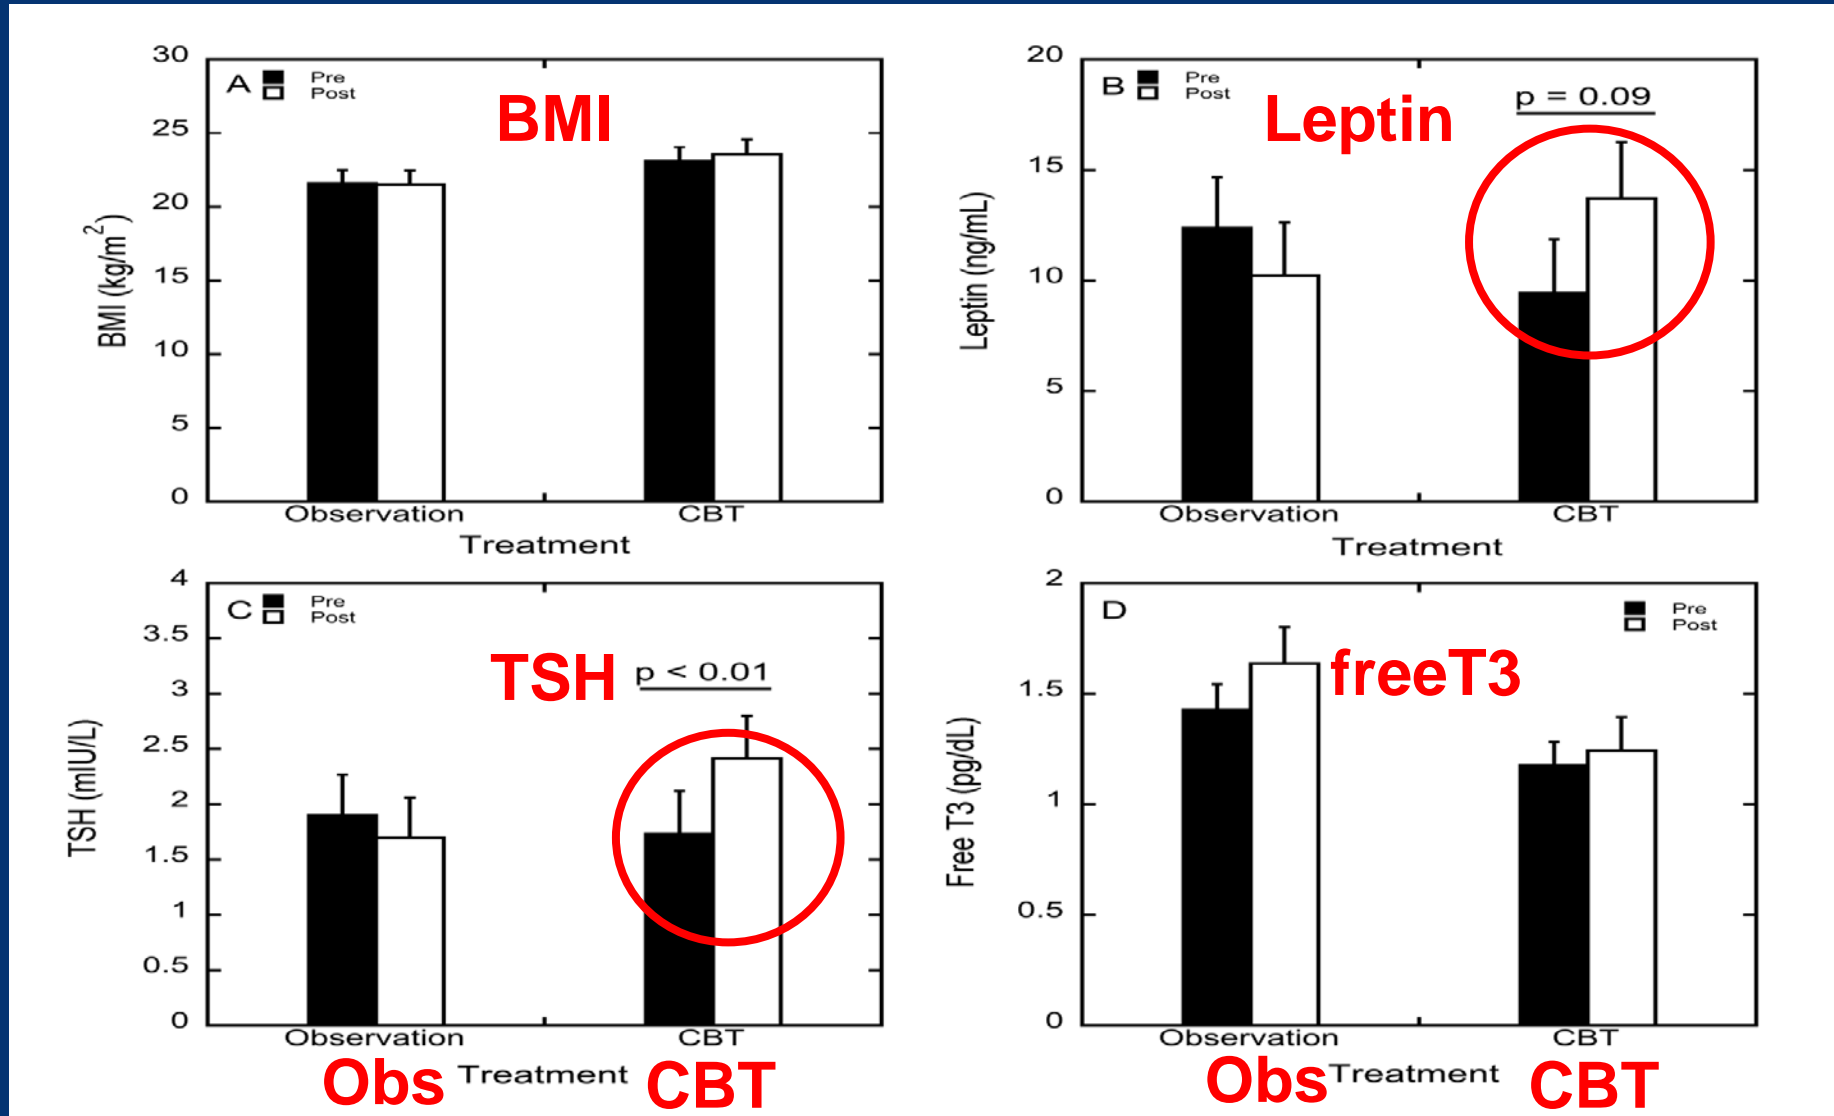 A
Pre
Post
BMI
30
25
20
15
10
5
0
BMI (kg/m²)
Observation
CBT
Treatment
B
Pre
Post
Leptin
p = 0.09
20
15
10
5
0
Leptin (ng/mL)
Observation
CBT
Treatment
C
Pre
Post
TSH
p < 0.01
4
3.5
3
2.5
2
1.5
1
0.5
0
TSH (mIU/L)
Observation
CBT
Obs
Treatment
CBT
D
Pre
Post
freeT3
2
1.5
1
0.5
0
Free T3 (pg/dL)
Observation
CBT
Obs
Treatment
CBT